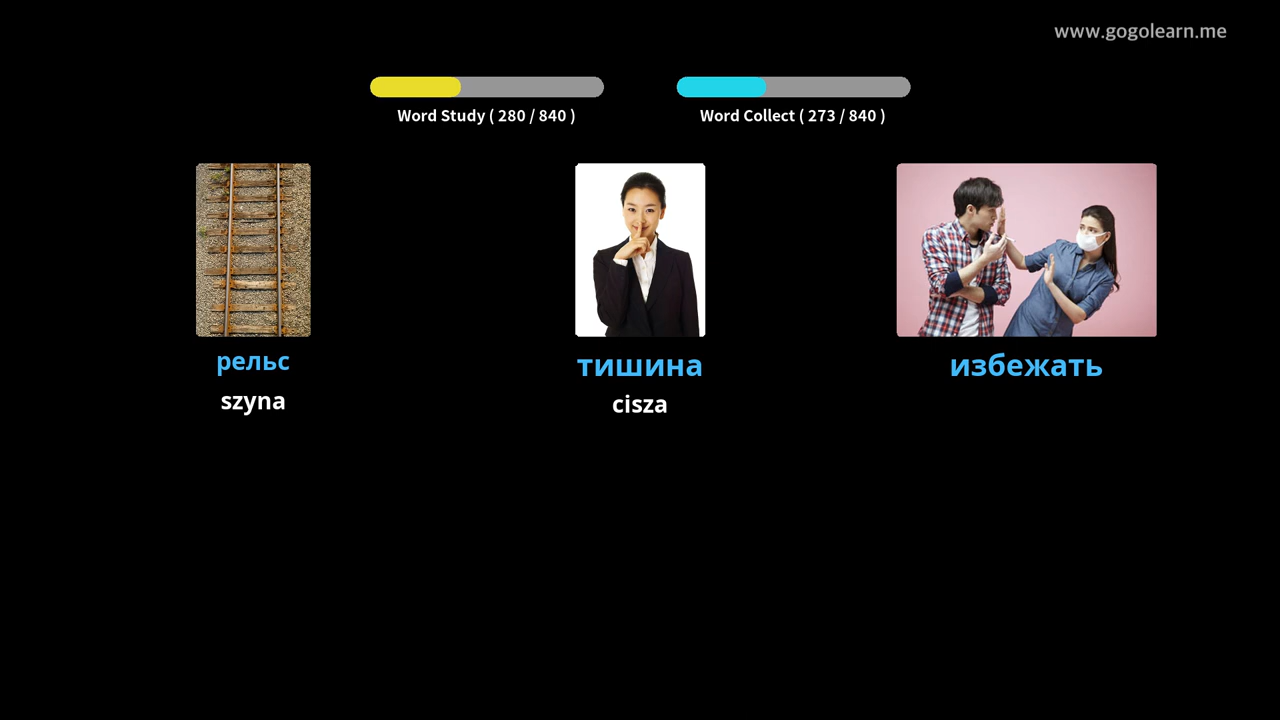 www.gogolearn.me
Word Study ( 280 / 840 )
Word Collect ( 273 / 840 )
рельс
szyna
тишина
cisza
избежать